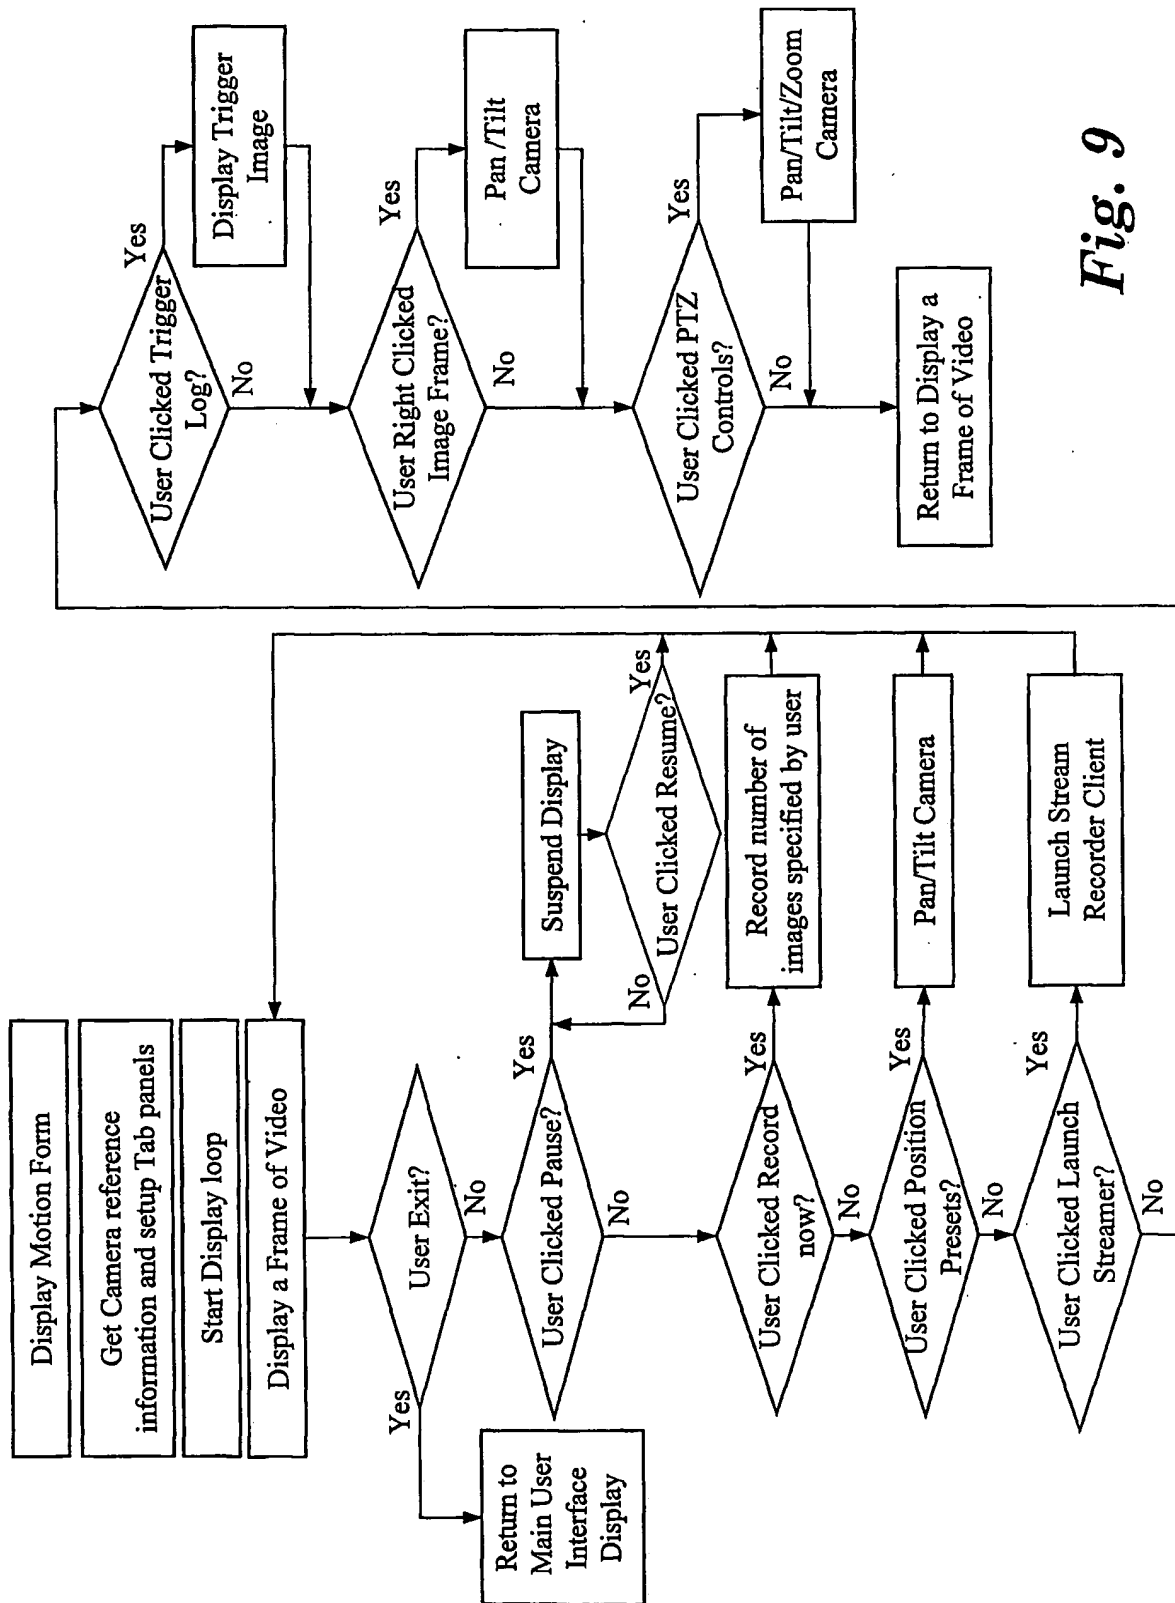 Display Motion Form
Get Camera reference
information and setup Tab panels
Start Display loop
Display a Frame of Video
User Exit?
Yes
No
Return to
Main User
Interface
Display
User Clicked Pause?
Yes
No
Suspend Display
User Clicked Resume?
Yes
No
User Clicked Record
now?
Yes
No
Record number of
images specified by user
User Clicked Position
Presets?
Yes
No
Pan/Tilt Camera
User Clicked Launch
Streamer?
Yes
No
Launch Stream
Recorder Client
User Clicked Trigger
Log?
Yes
No
Display Trigger
Image
User Right Clicked
Image Frame?
Yes
No
Pan /Tilt
Camera
User Clicked PTZ
Controls?
Yes
No
Pan/Tilt/Zoom
Camera
Return to Display a
Frame of Video
Fig. 9